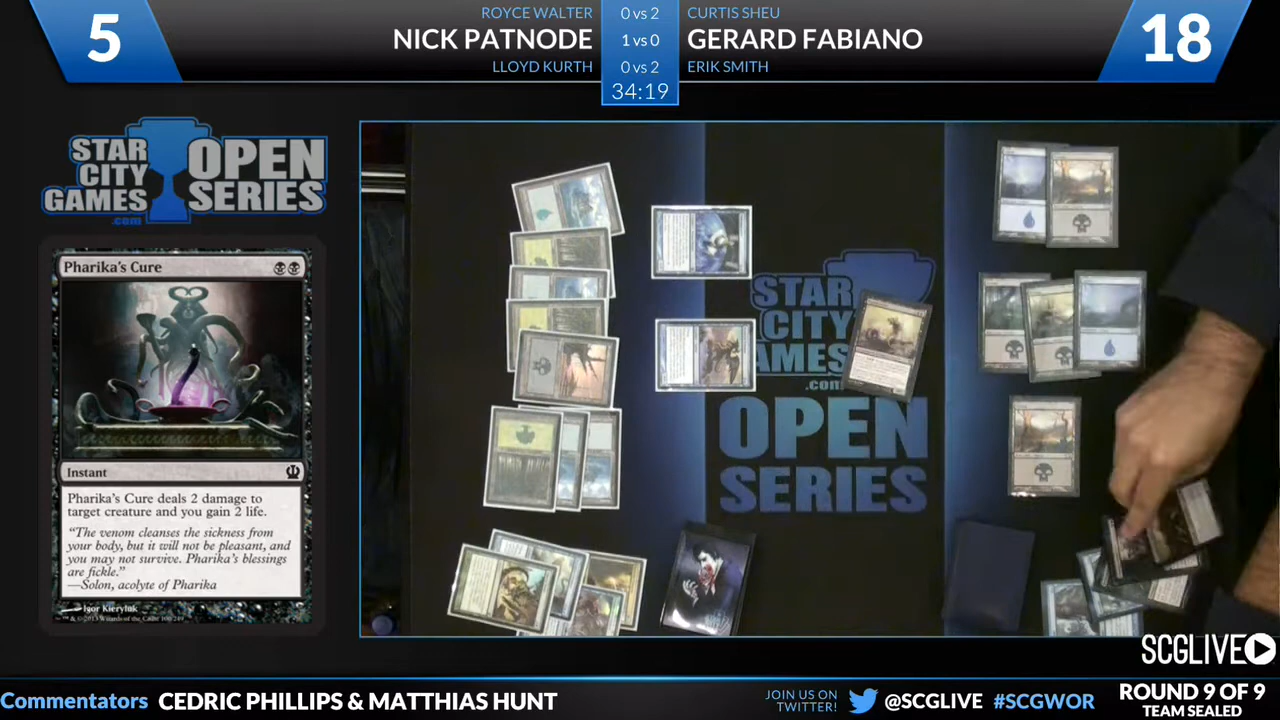 5
ROYCE WALTER 0 vs 2 CURTIS SHEU
NICK PATNODE 1 vs 0 GERARD FABIANO
LLOYD KURTH 0 vs 2 ERIK SMITH
34:19
18
STAR CITY GAMES .com OPEN SERIES
Pharika's Cure
Instant
Pharika's Cure deals 2 damage to
target creature and you gain 2 life.
"The venom cleanses the sickness from
your body, but it will not be pleasant, and
you may not survive. Pharika's blessings
are fickle."
—Solon, acolyte of Pharika
Igor Kieryluk
STAR
CITY
GAMES
.com
OPEN
SERIES
SCGLIVE
Commentators CEDRIC PHILLIPS & MATTHIAS HUNT
JOIN US ON
TWITTER!
@SCGLIVE #SCGWOR
ROUND 9 OF 9
TEAM SEALED